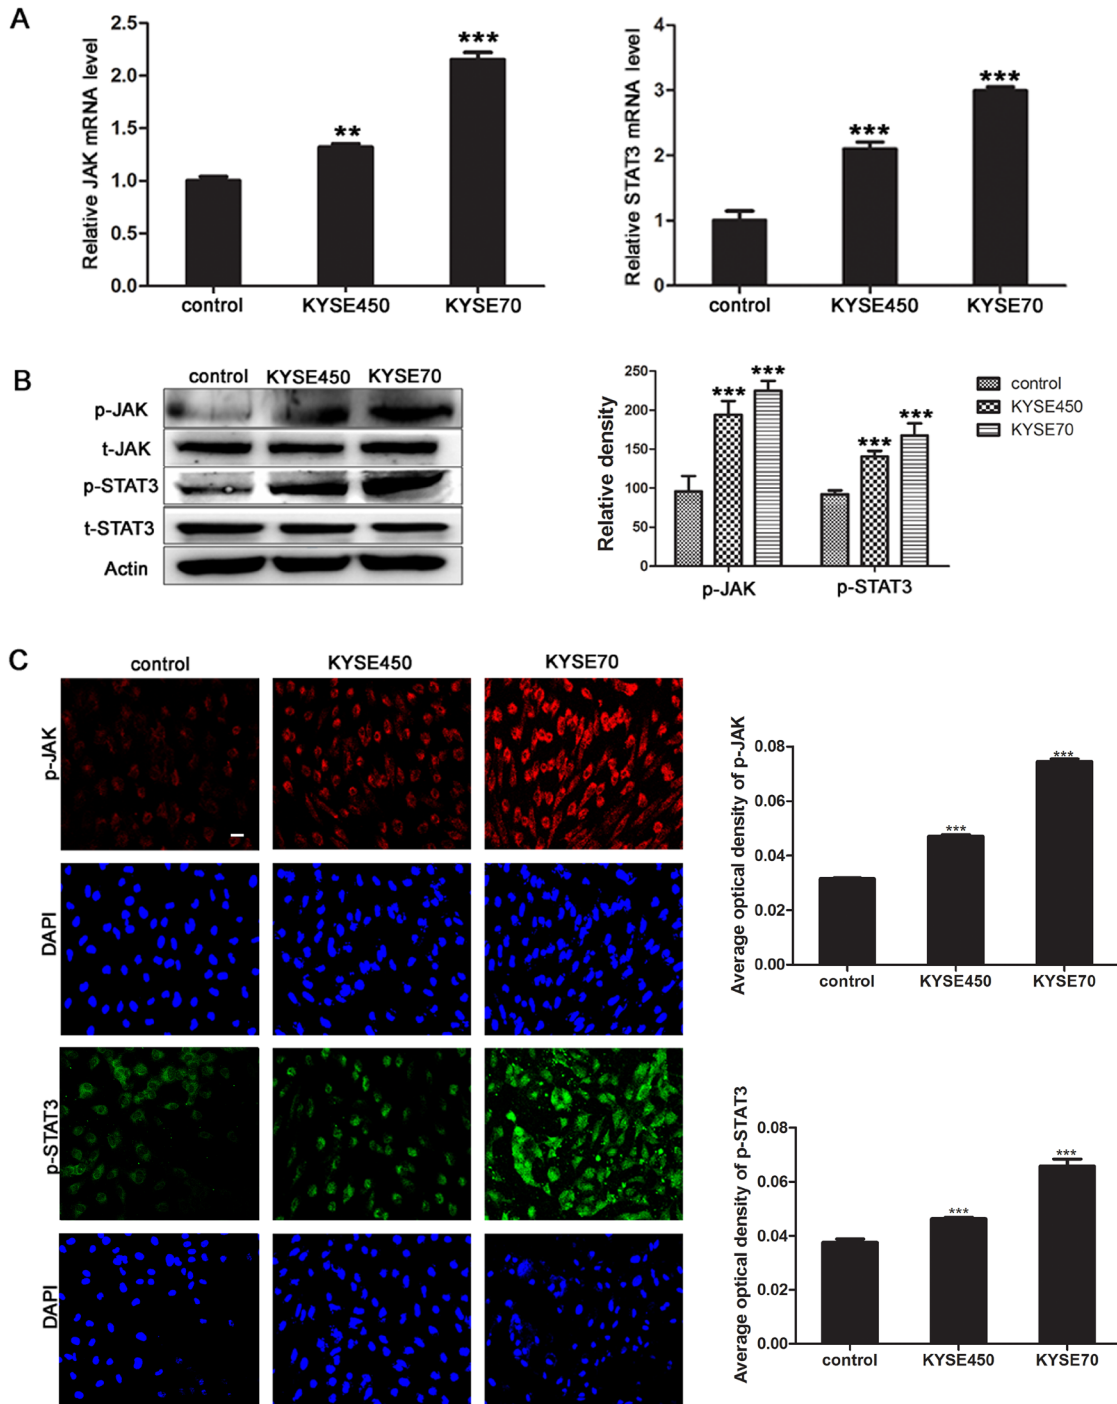 A
Relative JAK mRNA level
2.5
2.0
1.5
1.0
0.5
0.0
**
***
control
KYSE450
KYSE70
Relative STAT3 mRNA level
4
3
2
1
0
***
***
control
KYSE450
KYSE70
B
control
KYSE450
KYSE70
p-JAK
t-JAK
p-STAT3
t-STAT3
Actin
Relative density
250
200
150
100
50
0
***
***
***
***
p-JAK
p-STAT3
control
KYSE450
KYSE70
C
control
KYSE450
KYSE70
p-JAK
DAPI
p-STAT3
DAPI
Average optical density of p-JAK
0.08
0.06
0.04
0.02
0.00
***
***
control
KYSE450
KYSE70
Average optical density of p-STAT3
0.08
0.06
0.04
0.02
0.00
***
***
control
KYSE450
KYSE70